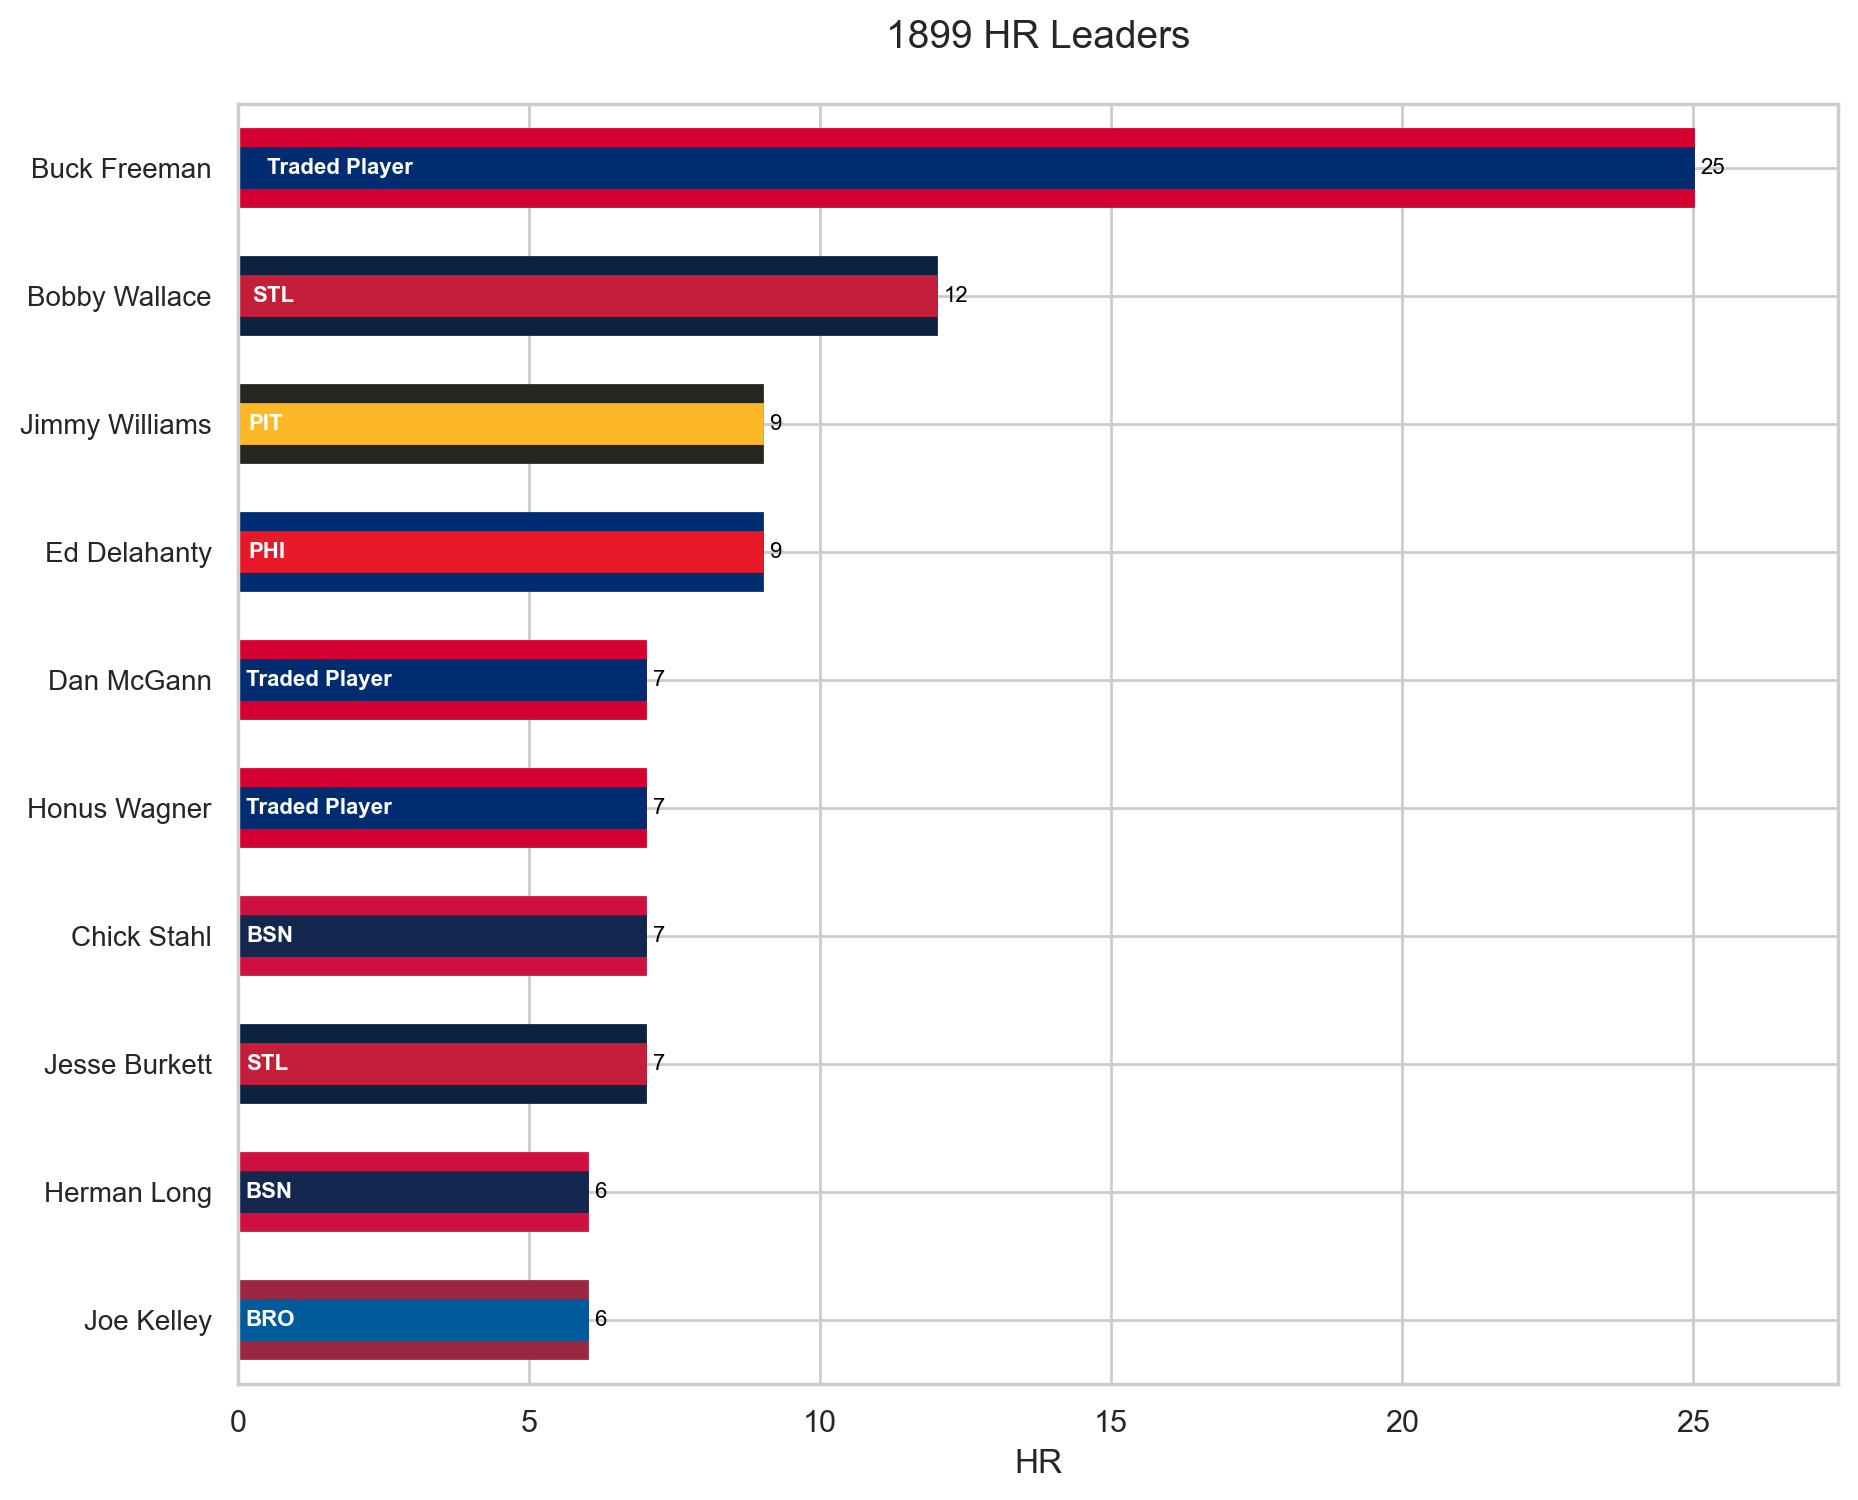 1899 HR Leaders
Buck Freeman Traded Player 25
Bobby Wallace STL 12
Jimmy Williams PIT 9
Ed Delahanty PHI 9
Dan McGann Traded Player 7
Honus Wagner Traded Player 7
Chick Stahl BSN 7
Jesse Burkett STL 7
Herman Long BSN 6
Joe Kelley BRO 6
0 5 10 15 20 25
HR